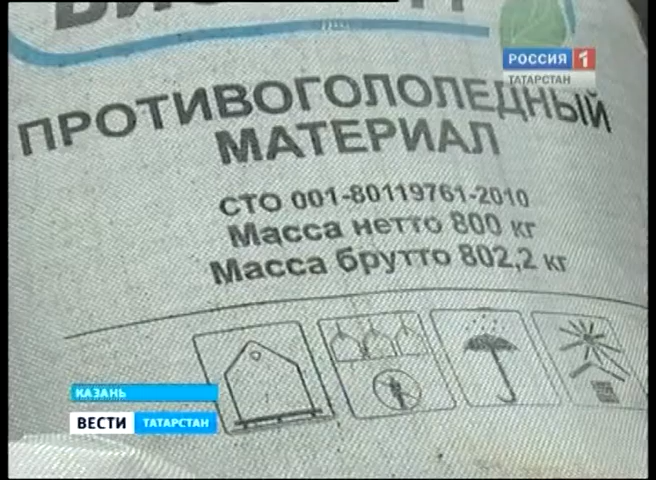 РОССИЯ 1
ТАТАРСТАН
ПРОТИВОГОЛОЛЕДНЫЙ
МАТЕРИАЛ
СТО 001-80119761-2010
Масса нетто 800 кг
Масса брутто 802,2 кг
КАЗАНЬ
ВЕСТИ ТАТАРСТАН